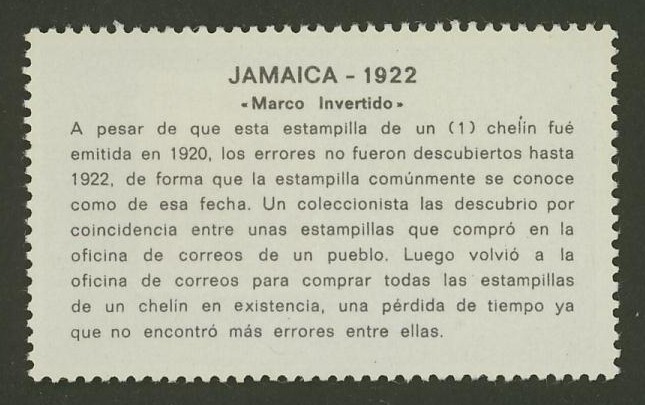 JAMAICA - 1922
«Marco Invertido»
A pesar de que esta estampilla de un (1) chelín fué
emitida en 1920, los errores no fueron descubiertos hasta
1922, de forma que la estampilla comúnmente se conoce
como de esa fecha. Un coleccionista las descubrio por
coincidencia entre unas estampillas que compró en la
oficina de correos de un pueblo. Luego volvió a la
oficina de correos para comprar todas las estampillas
de un chelín en existencia, una pérdida de tiempo ya
que no encontró más errores entre ellas.